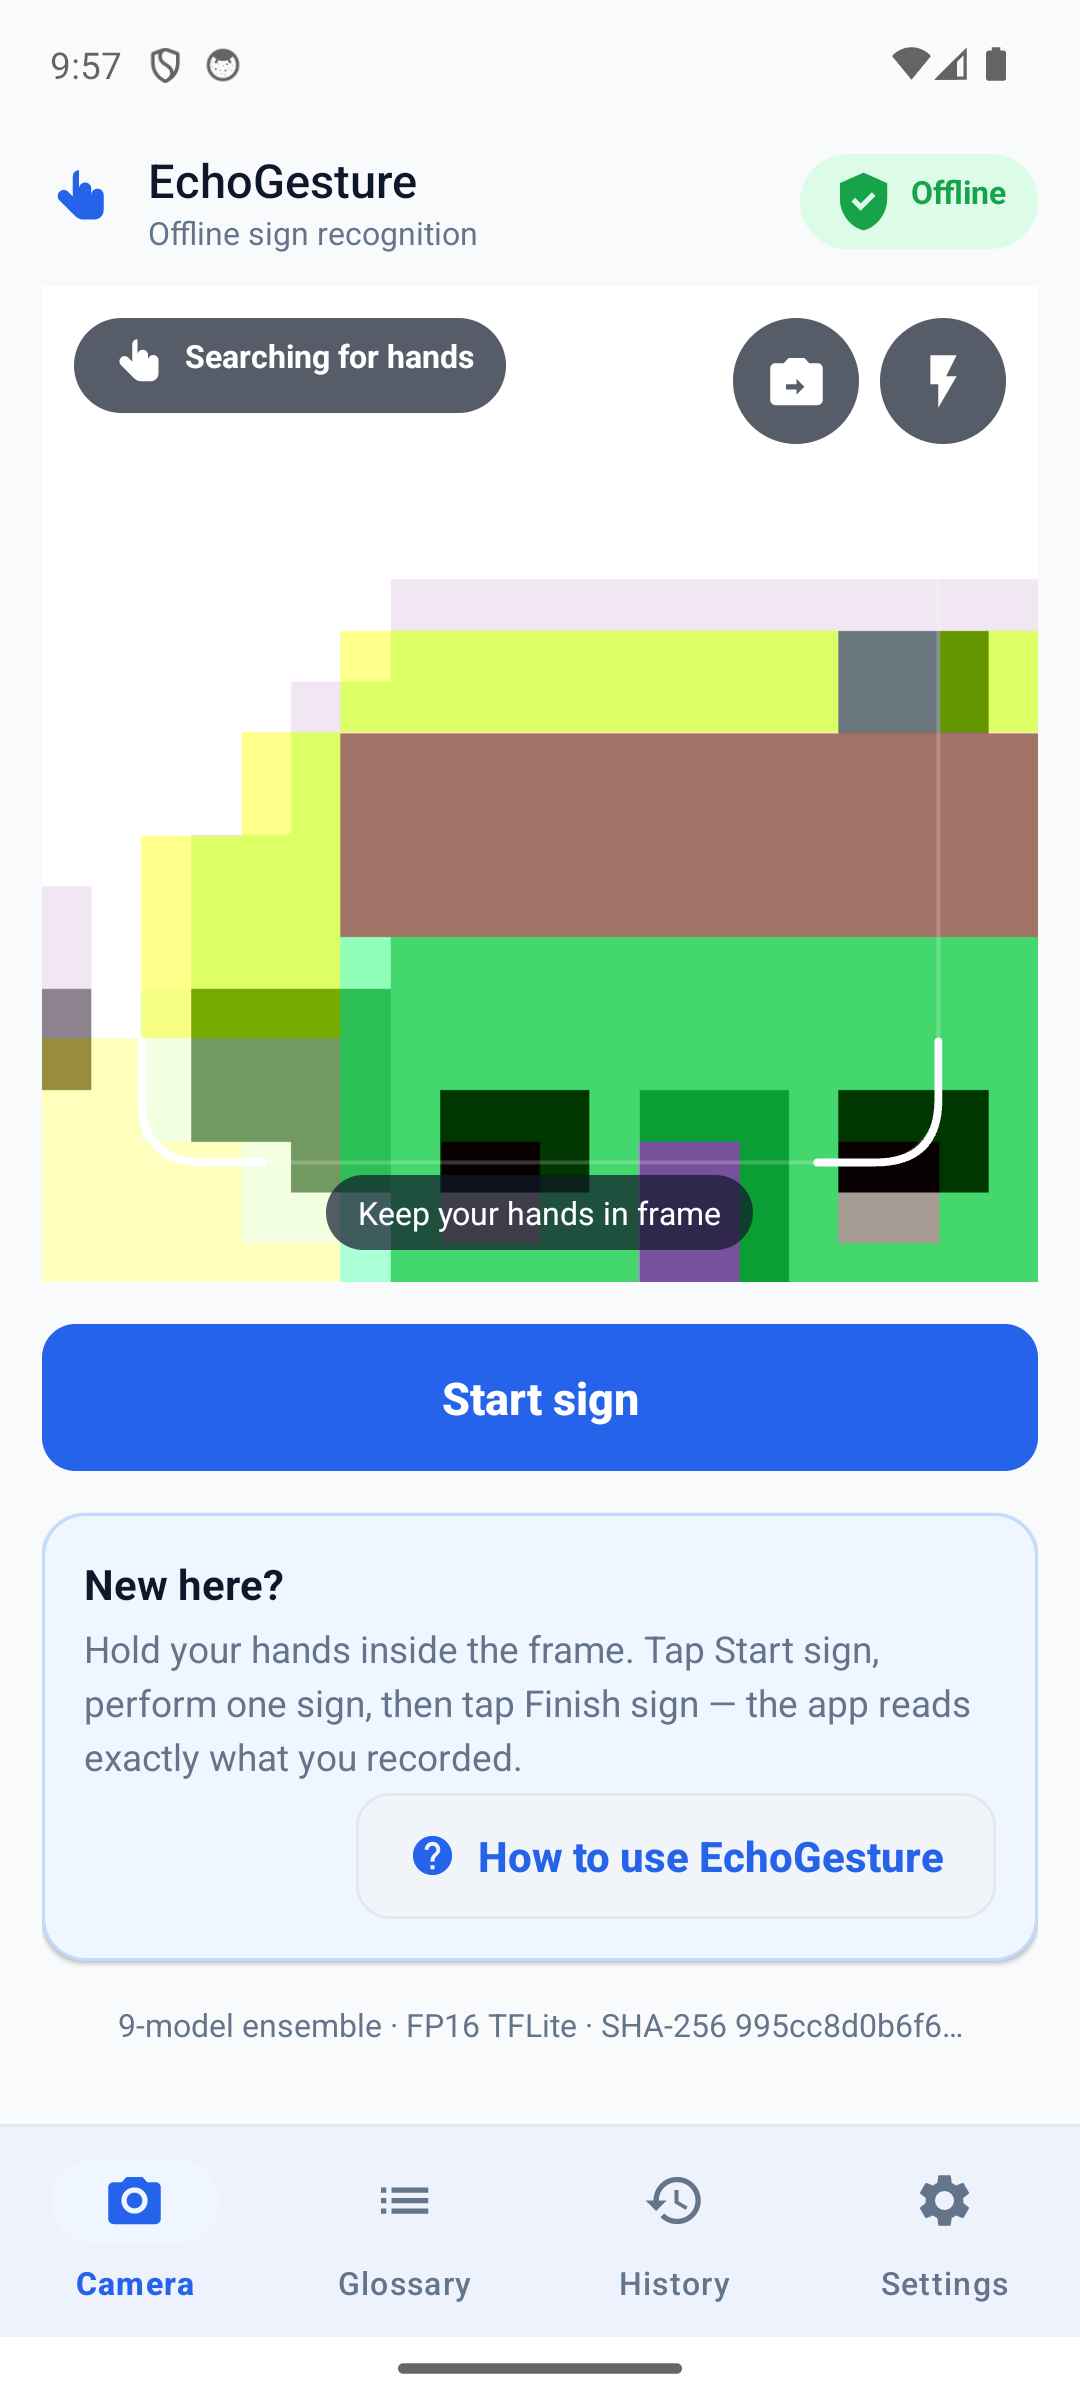 9:57
EchoGesture
Offline sign recognition
Offline
Searching for hands
Keep your hands in frame
Start sign
New here?
Hold your hands inside the frame. Tap Start sign,
perform one sign, then tap Finish sign — the app reads
exactly what you recorded.
How to use EchoGesture
9-model ensemble · FP16 TFLite · SHA-256 995cc8d0b6f6…
Camera
Glossary
History
Settings